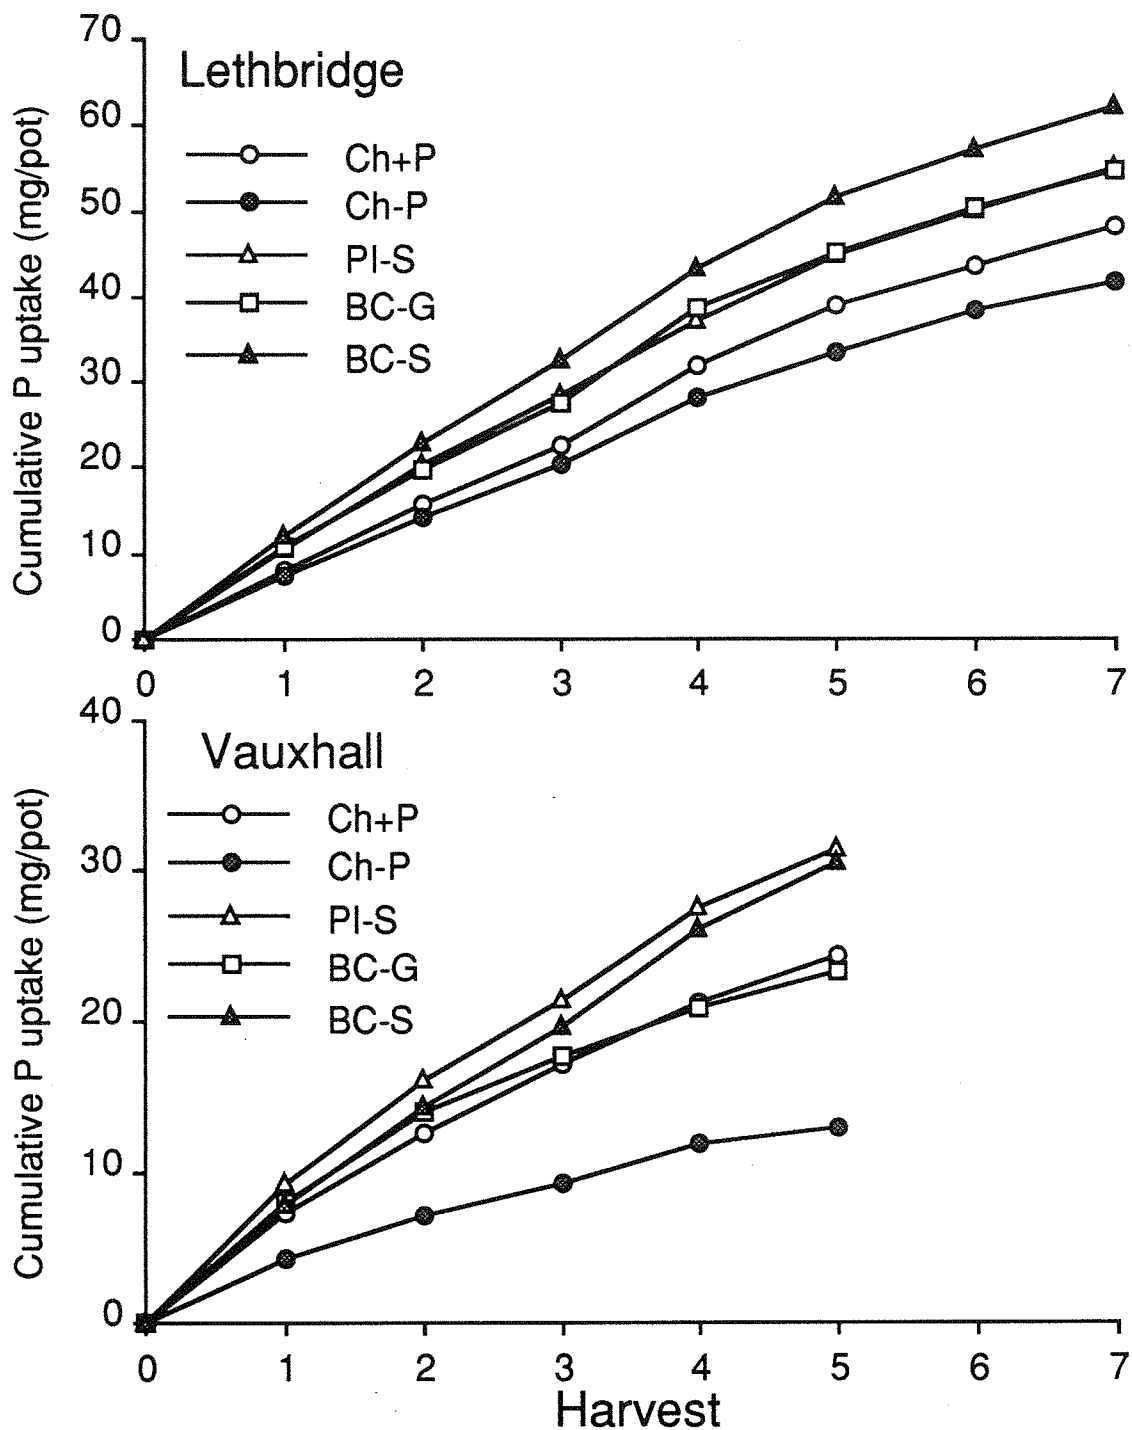 70
Lethbridge
60
Ch+P
Ch-P
50
PI-S
40
BC-G
BC-S
30
20
10
0
Cumulative P uptake (mg/pot)
0 1 2 3 4 5 6 7
40
Vauxhall
Ch+P
30
Ch-P
PI-S
BC-G
20
BC-S
10
0
Cumulative P uptake (mg/pot)
0 1 2 3 4 5 6 7
Harvest